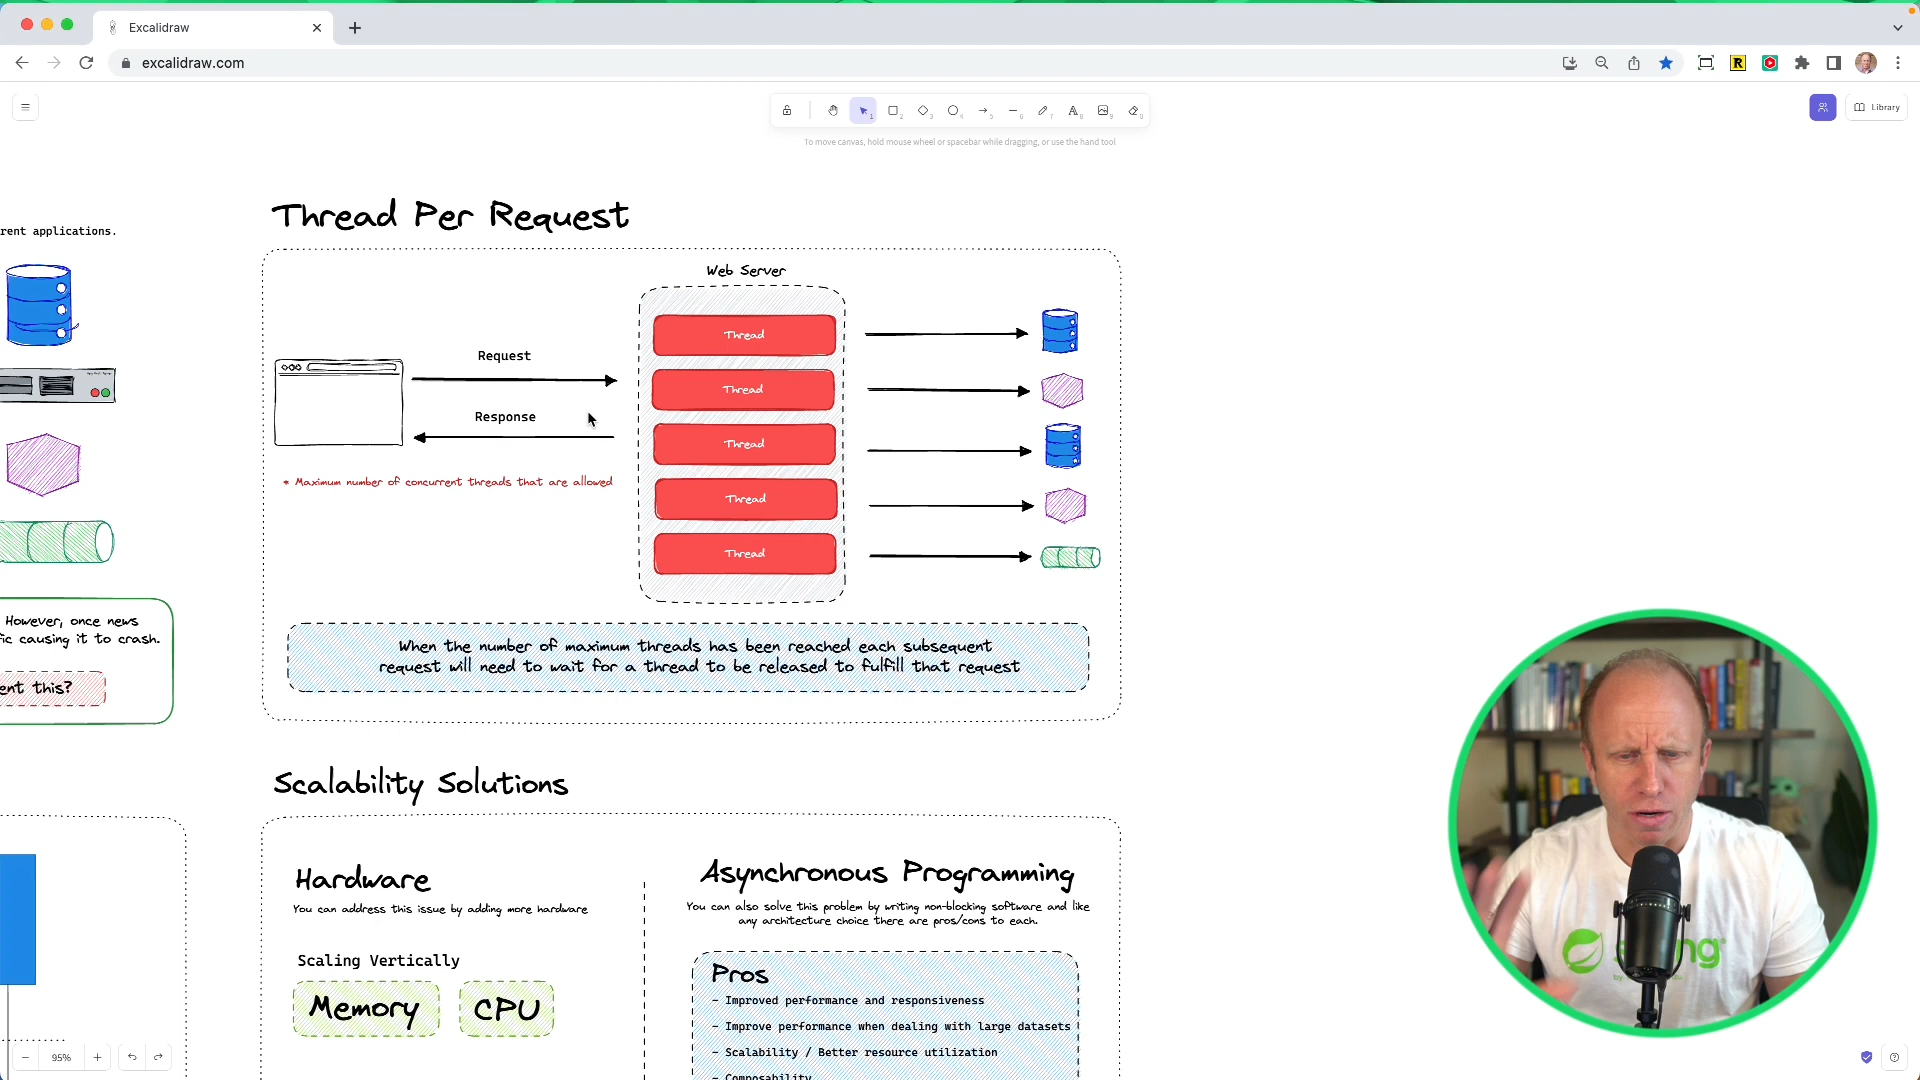 Excalidraw
excalidraw.com
Library
To move canvas, hold mouse wheel or spacebar while dragging, or use the hand tool
rent applications.
However, once news
fic causing it to crash.
ent this?
Thread Per Request
Web Server
Request
Response
* Maximum number of concurrent threads that are allowed
Thread
Thread
Thread
Thread
Thread
When the number of maximum threads has been reached each subsequent
request will need to wait for a thread to be released to fulfill that request
Scalability Solutions
Hardware
You can address this issue by adding more hardware
Scaling Vertically
Memory
CPU
Asynchronous Programming
You can also solve this problem by writing non-blocking software and like
any architecture choice there are pros/cons to each.
Pros
- Improved performance and responsiveness
- Improve performance when dealing with large datasets
- Scalability / Better resource utilization
- Composability
95%